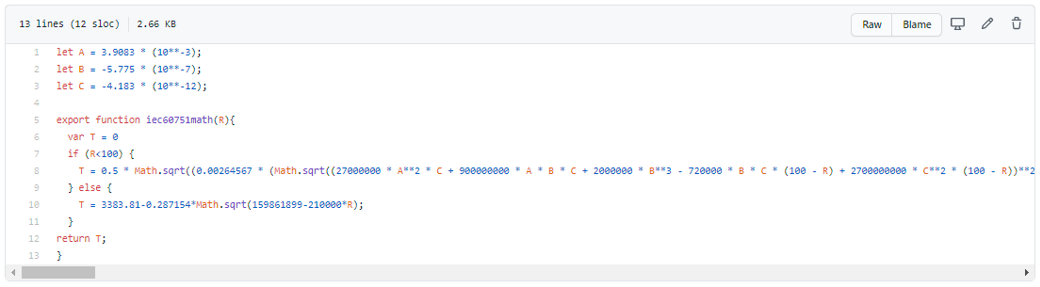 13 lines (12 sloc) 2.66 KB Raw Blame
1 let A = 3.9083 * (10**-3);
2 let B = -5.775 * (10**-7);
3 let C = -4.183 * (10**-12);
4
5 export function iec60751math(R){
6 var T = 0
7 if (R<100) {
8 T = 0.5 * Math.sqrt((0.00264567 * (Math.sqrt((27000000 * A**2 * C + 900000000 * A * B * C + 2000000 * B**3 - 720000 * B * C * (100 - R) + 2700000000 * C**2 * (100 - R))**2
9 } else {
10 T = 3383.81-0.287154*Math.sqrt(159861899-210000*R);
11 }
12 return T;
13 }